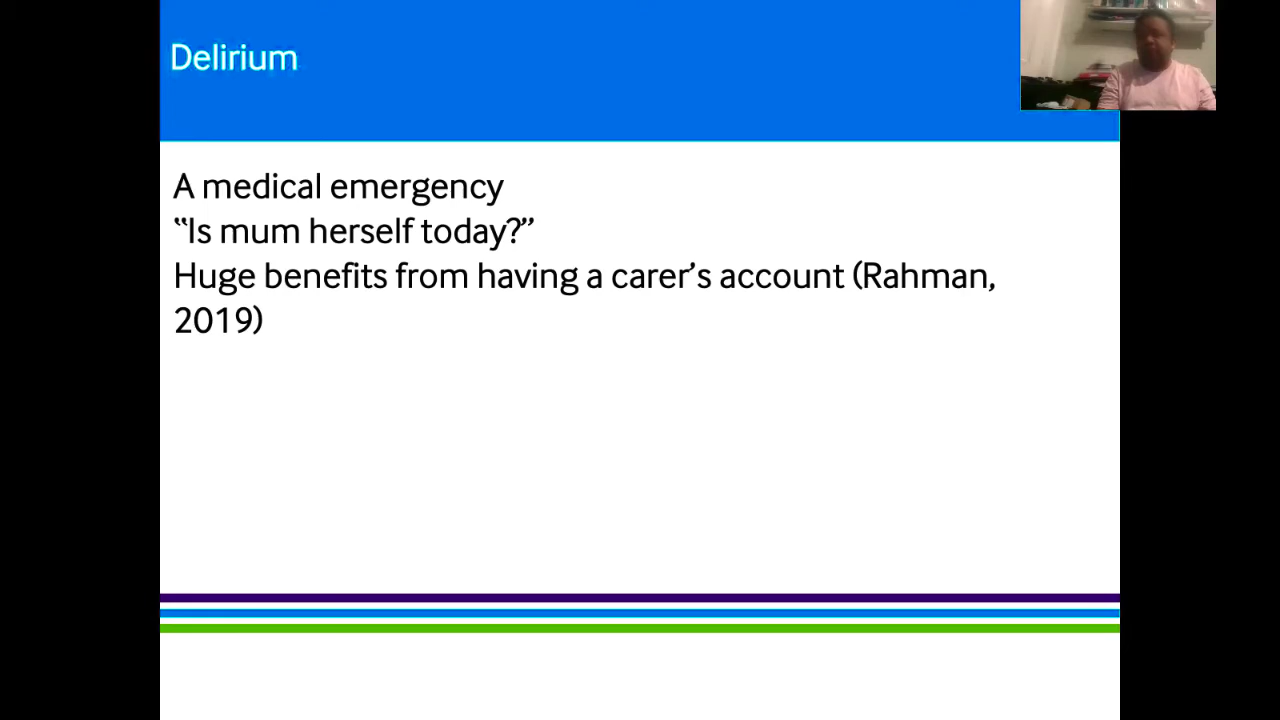 Delirium
A medical emergency
“Is mum herself today?”
Huge benefits from having a carer’s account (Rahman,
2019)